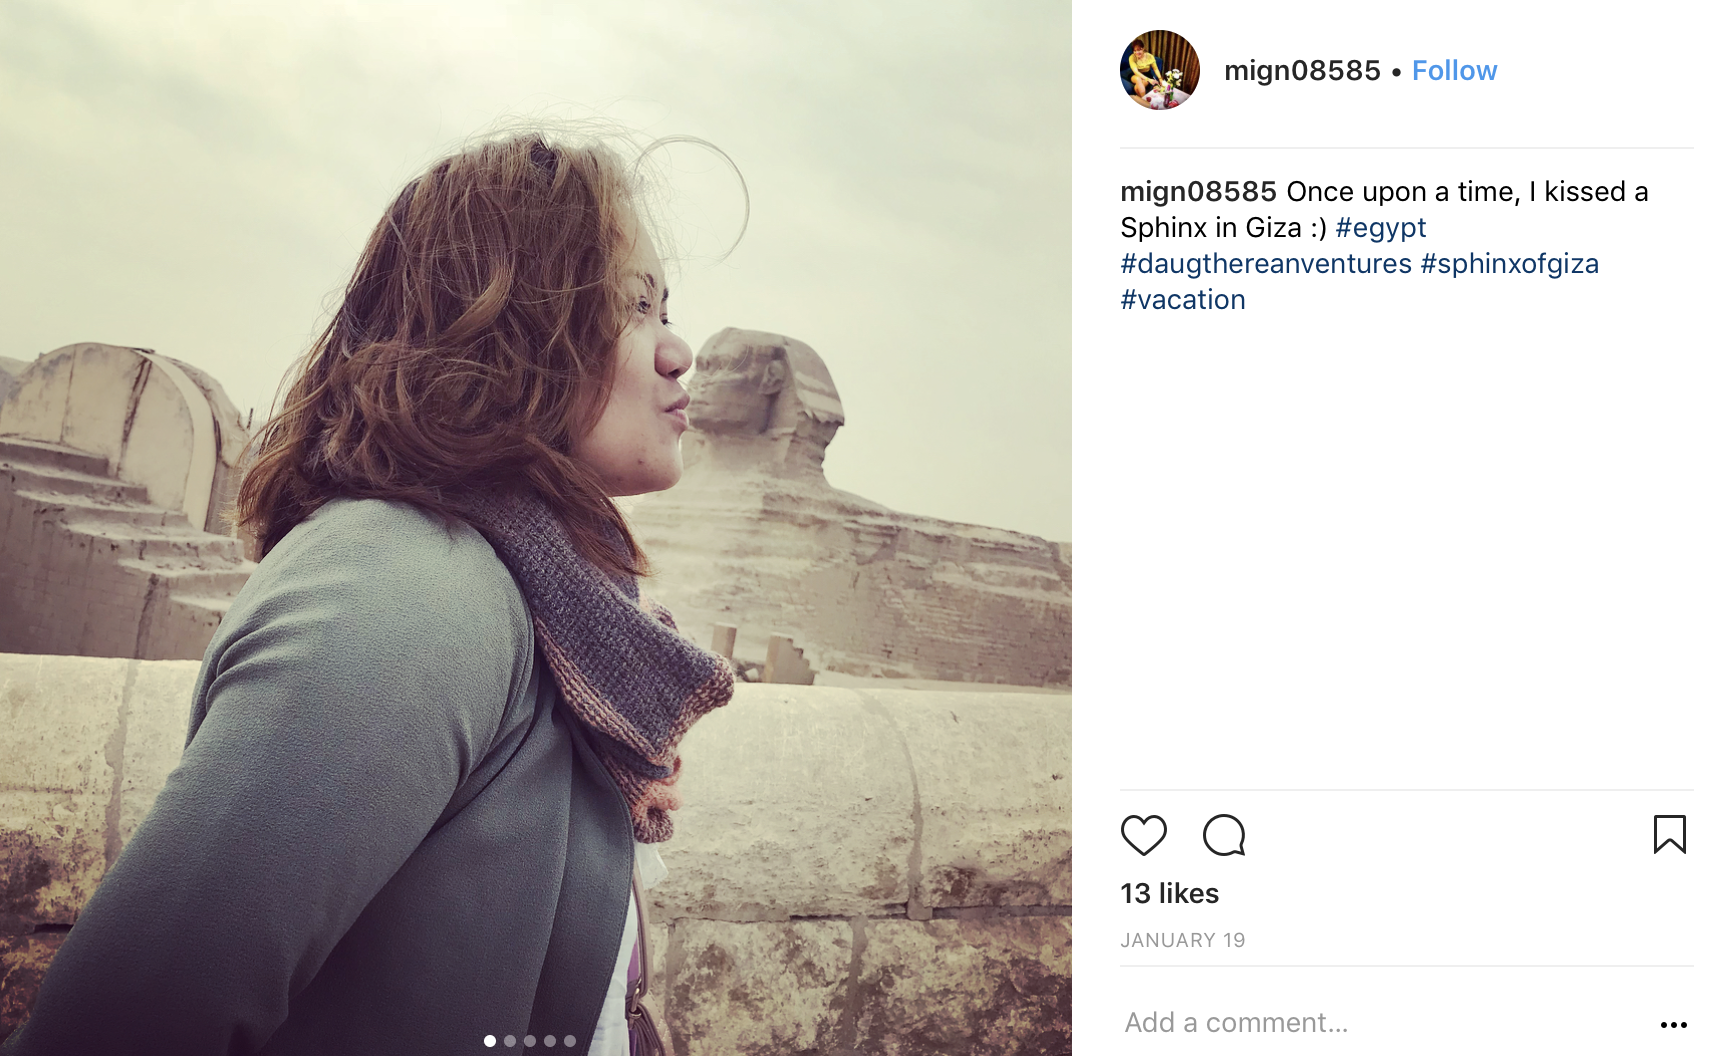 mign08585 • Follow
mign08585 Once upon a time, I kissed a
Sphinx in Giza :) #egypt
#daugthereanventures #sphinxofgiza
#vacation
13 likes
JANUARY 19
Add a comment...